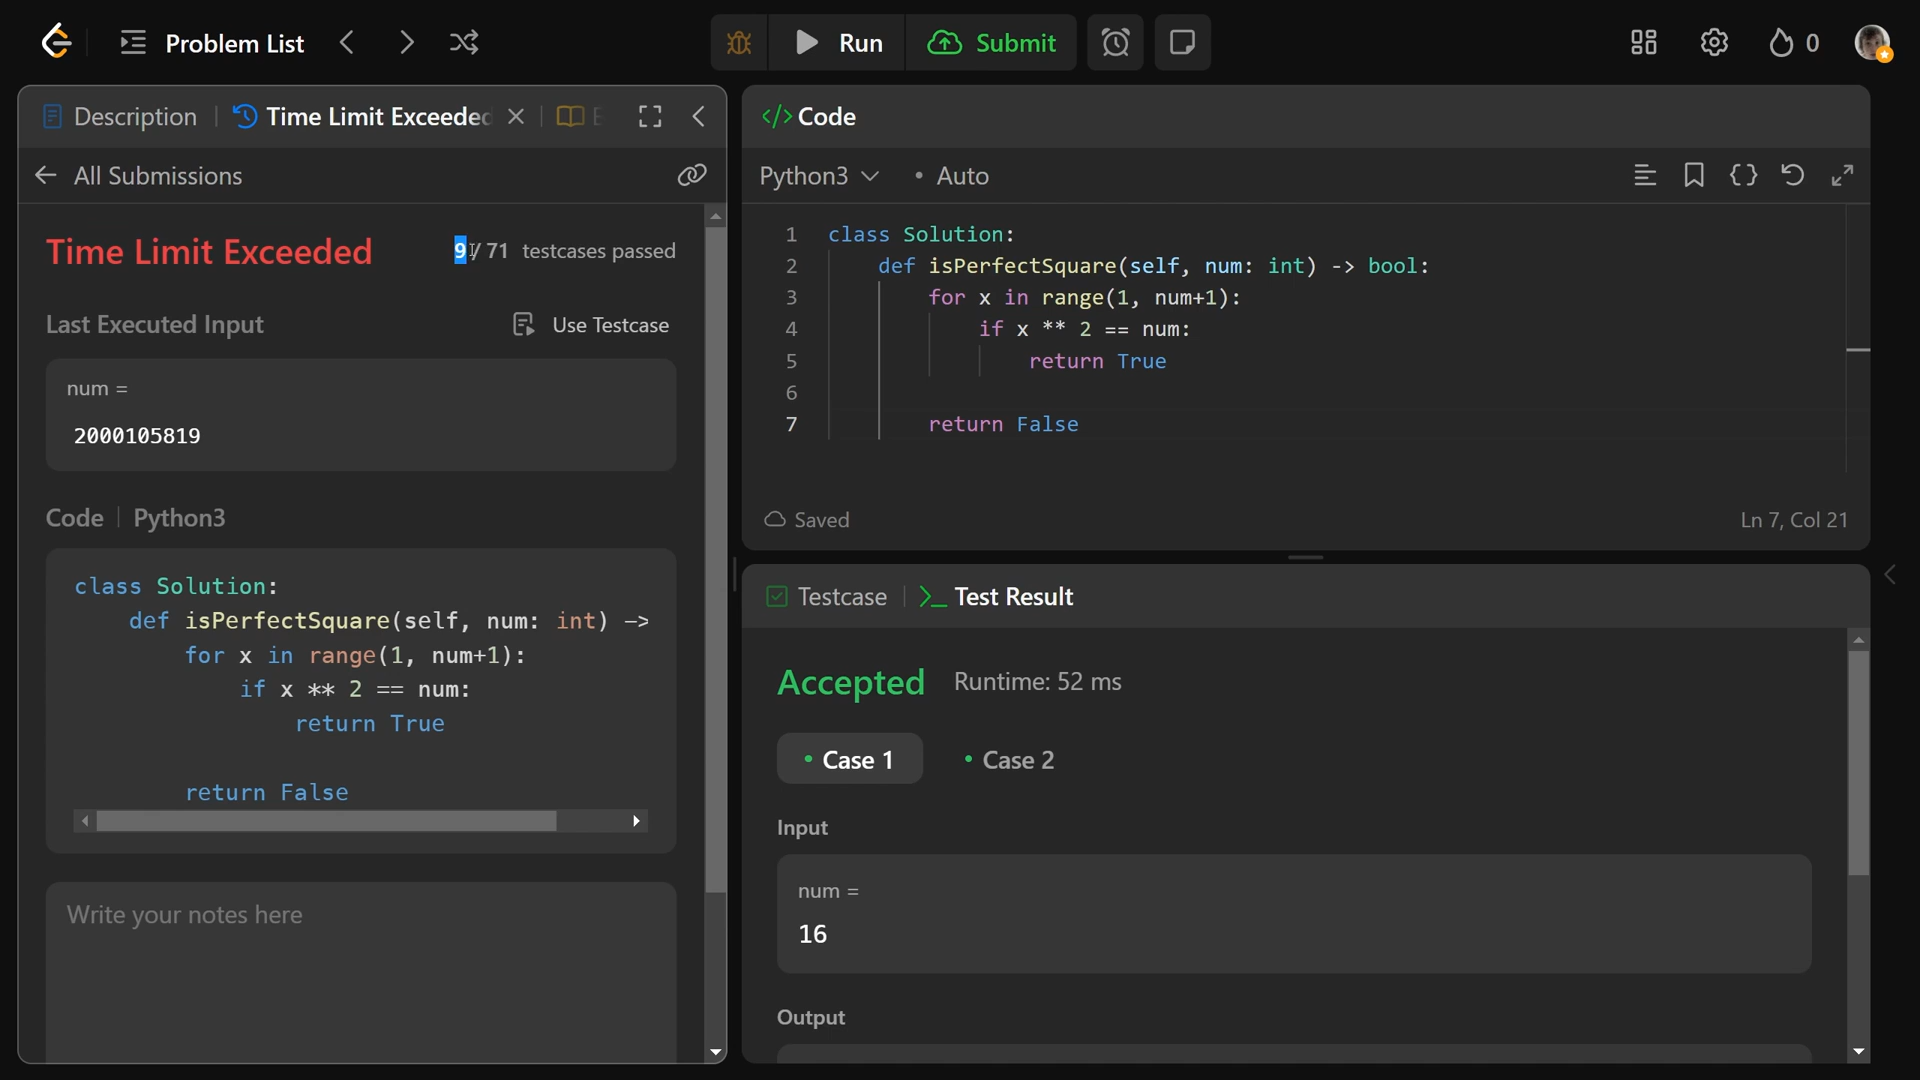 Problem List
Run
Submit
0
Description
Time Limit Exceeded
All Submissions
Time Limit Exceeded
9 / 71 testcases passed
Last Executed Input
Use Testcase
num =
2000105819
Code | Python3
class Solution:
    def isPerfectSquare(self, num: int) ->
        for x in range(1, num+1):
            if x ** 2 == num:
                return True
        return False
Write your notes here
</> Code
Python3
• Auto
1 class Solution:
2     def isPerfectSquare(self, num: int) -> bool:
3         for x in range(1, num+1):
4             if x ** 2 == num:
5                 return True
6
7         return False
Saved
Ln 7, Col 21
Testcase
>_ Test Result
Accepted
Runtime: 52 ms
• Case 1
• Case 2
Input
num =
16
Output